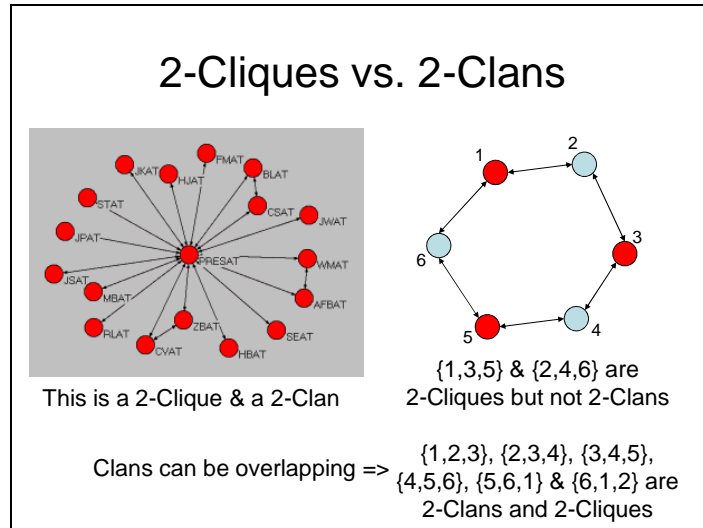 2-Cliques vs. 2-Clans
FMAT
JKAT
HJAT
BLAT
STAT
CSAT
JWAT
JPAT
PRESAT
WMAT
JSAT
MBAT
AFBAT
RLAT
ZBAT
SEAT
CVAT
HBAT
This is a 2-Clique & a 2-Clan
1
2
3
6
5
4
{1,3,5} & {2,4,6} are
2-Cliques but not 2-Clans
Clans can be overlapping =>
{1,2,3}, {2,3,4}, {3,4,5},
{4,5,6}, {5,6,1} & {6,1,2} are
2-Clans and 2-Cliques